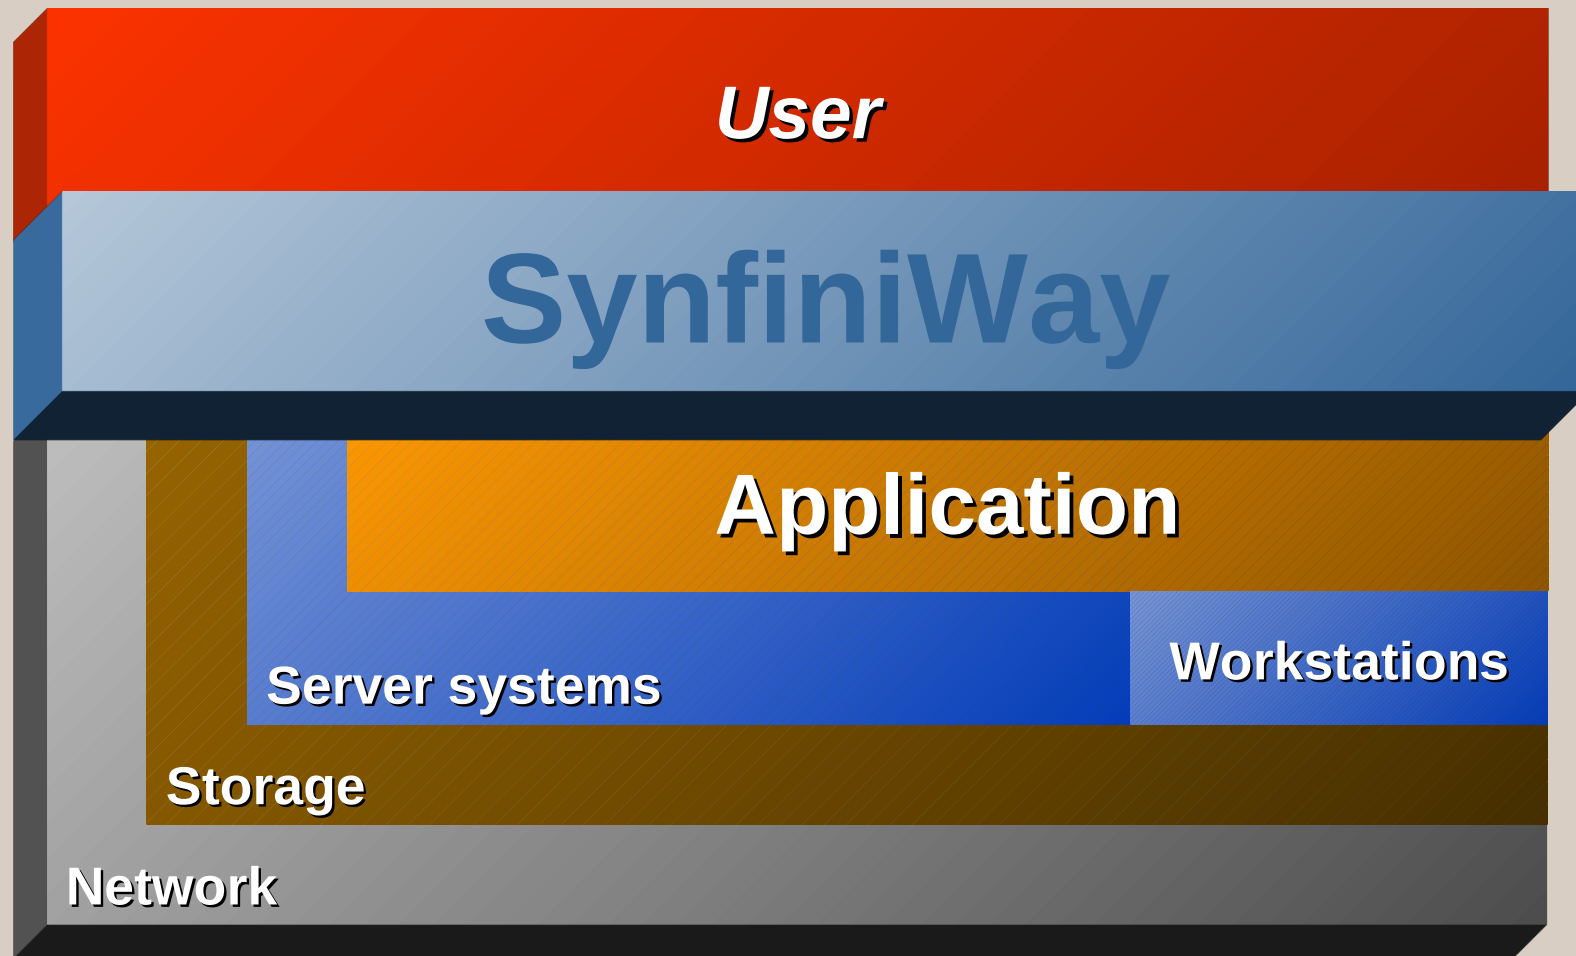 User
SynfiniWay
Application
Workstations
Server systems
Storage
Network